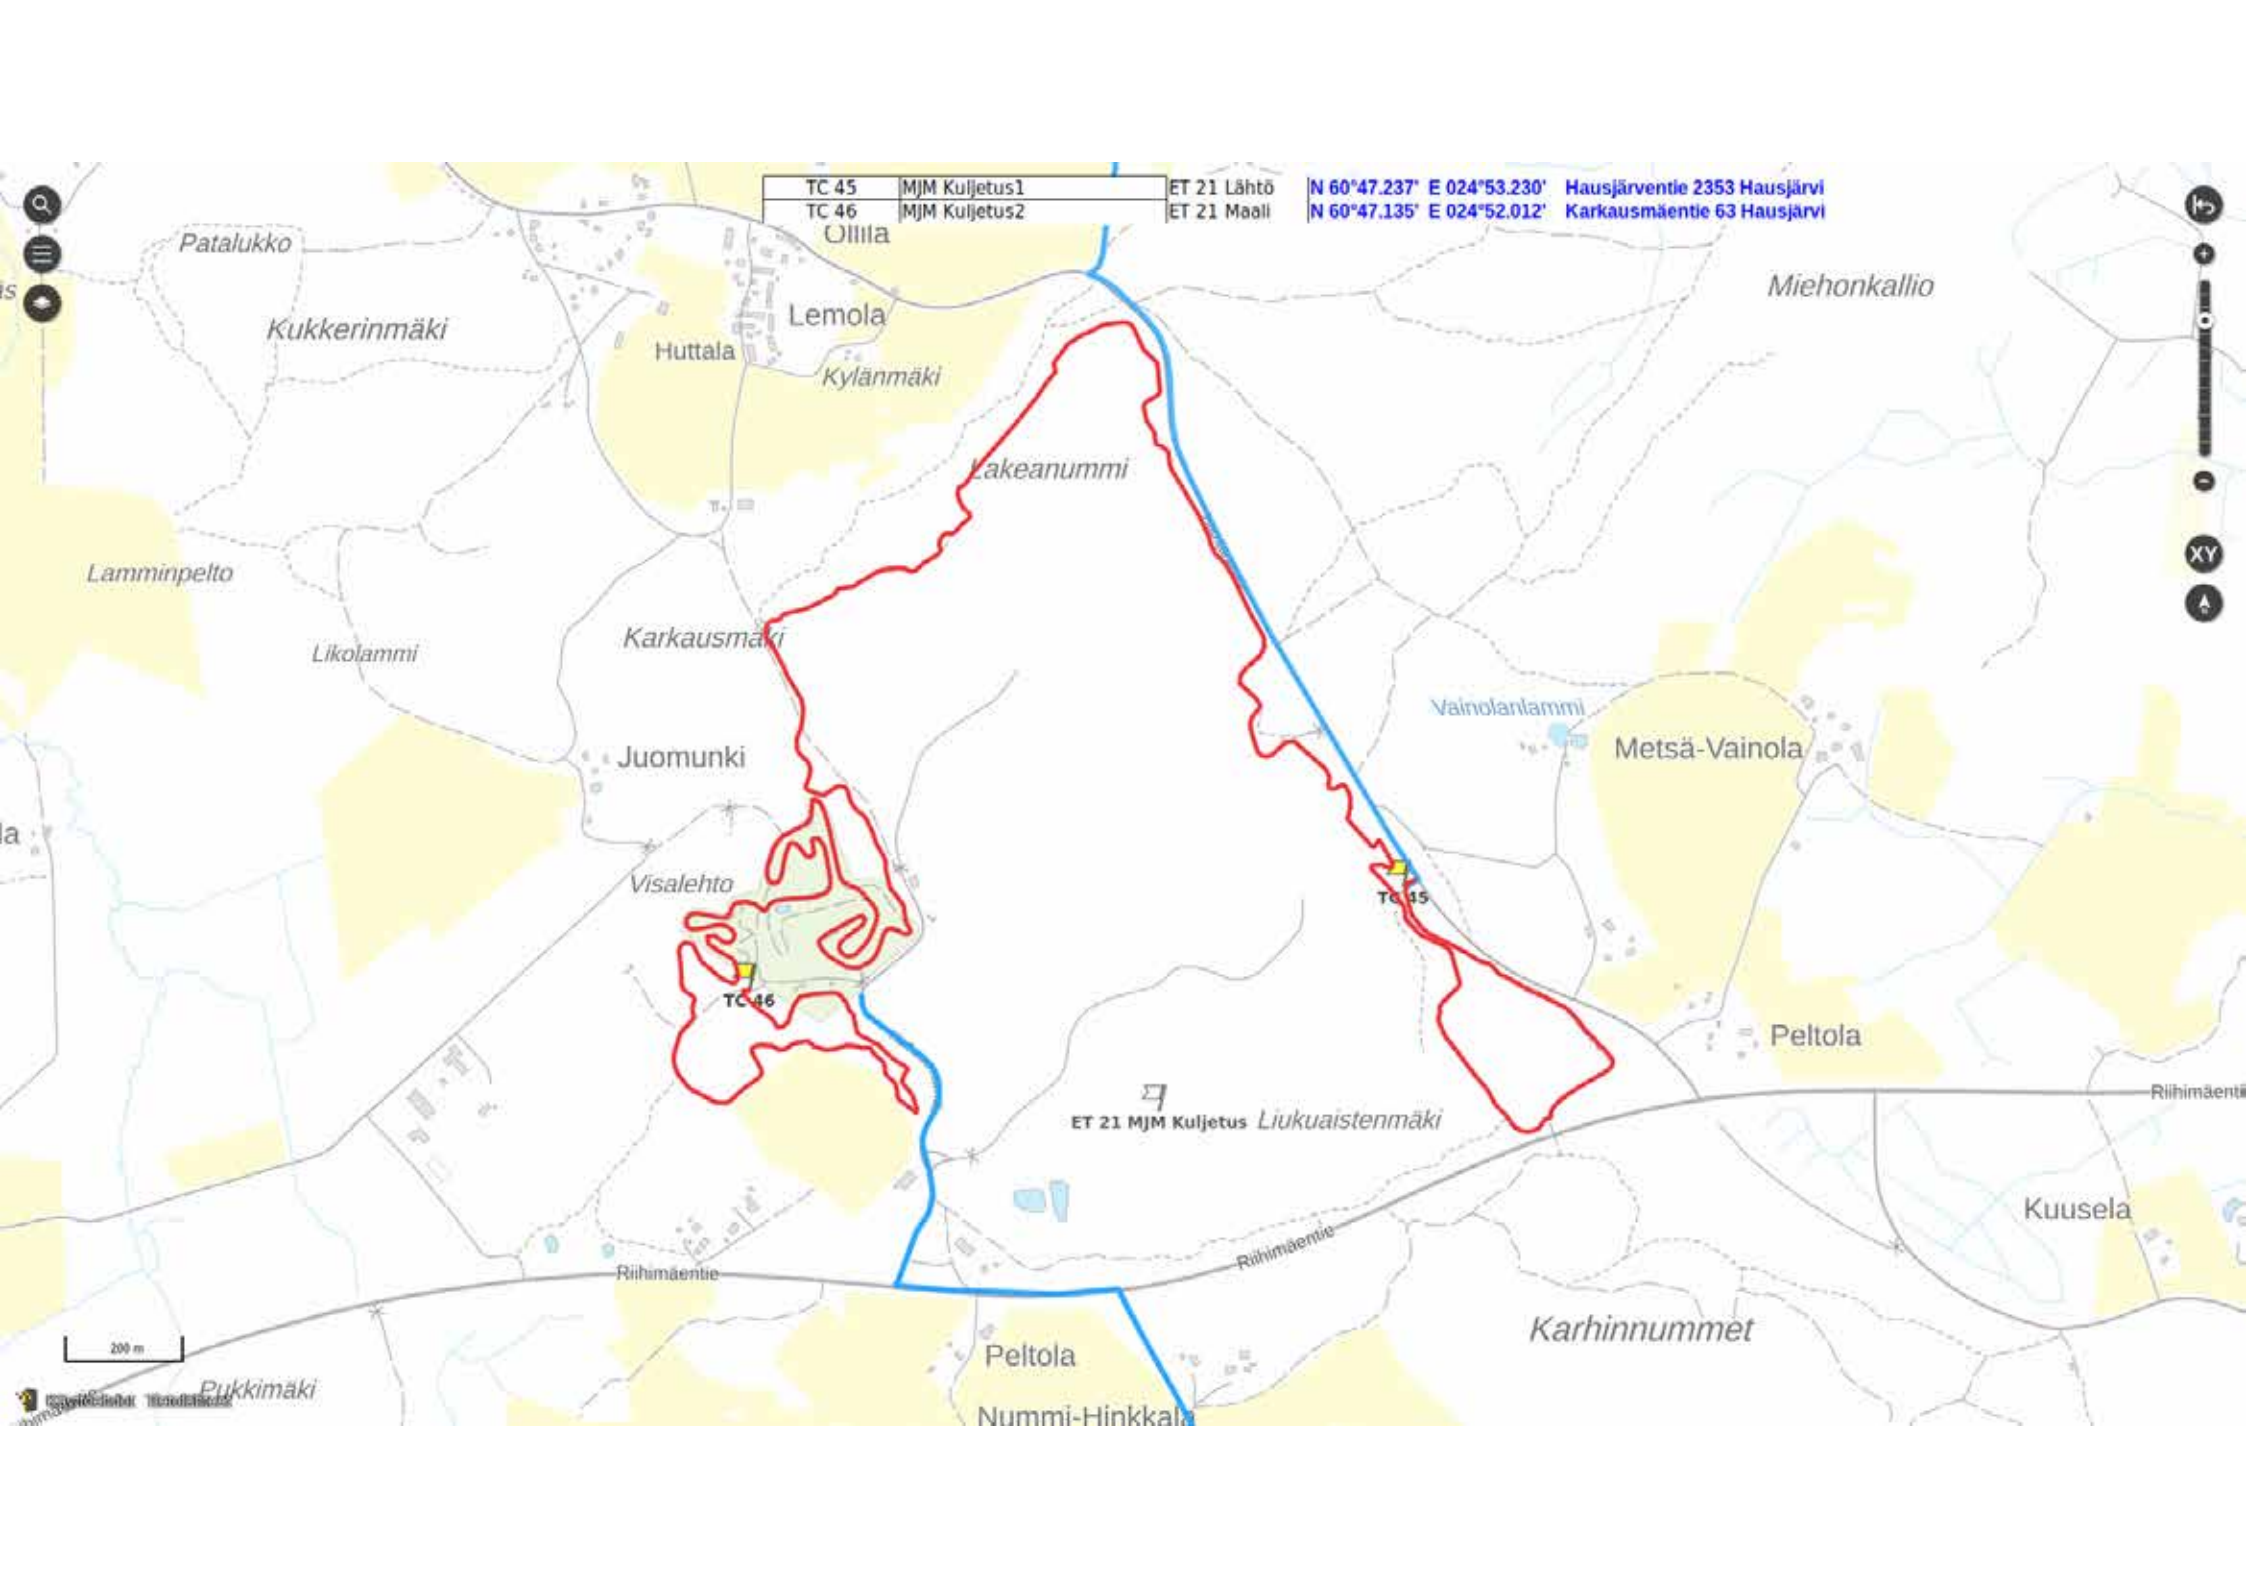 TC 45 MJM Kuljetus1 ET 21 Lähtö N 60°47.237' E 024°53.230' Hausjärventie 2353 Hausjärvi
TC 46 MJM Kuljetus2 ET 21 Maali N 60°47.135' E 024°52.012' Karkausmäentie 63 Hausjärvi
Ollila
Patalukko
Miehonkallio
Lemola
Kukkerinmäki
Huttala
Kylänmäki
Lakeanummi
XY
Lamminpelto
Karkausmäki
Likolammi
Vainolanlammi
Metsä-Vainola
Juomunki
Visalehto
TC 45
TC 46
Peltola
Riihimäentie
ET 21 MJM Kuljetus
Liukuaistenmäki
Kuusela
Riihimäentie
Riihimäentie
Karhinnummet
200 m
Peltola
Pukkimäki
Nummi-Hinkkala